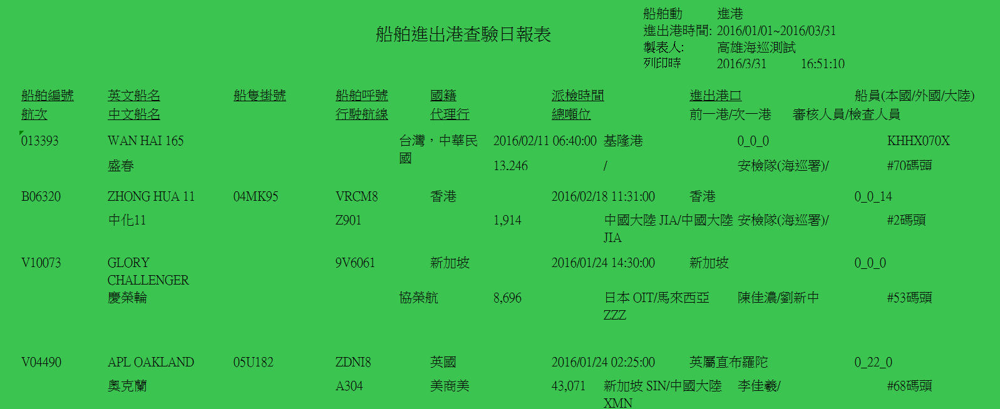 船舶進出港查驗日報表
船舶動 進港
進出港時間: 2016/01/01~2016/03/31
製表人: 高雄海巡測試
列印時 2016/3/31 16:51:10
船舶編號 英文船名 船隻掛號 船舶呼號 國籍 派檢時間 進出港口 船員(本國/外國/大陸)
航次 中文船名 行駛航線 代理行 總噸位 前一港/次一港 審核人員/檢查人員
013393 WAN HAI 165 台灣，中華民 2016/02/11 06:40:00 基隆港 0_0_0 KHHX070X
國
盛春 13.246 / 安檢隊(海巡署)/ #70碼頭
B06320 ZHONG HUA 11 04MK95 VRCM8 香港 2016/02/18 11:31:00 香港 0_0_14
中化11 Z901 1,914 中國大陸 JIA/中國大陸 安檢隊(海巡署)/ #2碼頭
JIA
V10073 GLORY 9V6061 新加坡 2016/01/24 14:30:00 新加坡 0_0_0
CHALLENGER
慶榮輪 協榮航 8,696 日本 OIT/馬來西亞 陳佳濃/劉新中 #53碼頭
ZZZ
V04490 APL OAKLAND 05U182 ZDNI8 英國 2016/01/24 02:25:00 英屬直布羅陀 0_22_0
奧克蘭 A304 美商美 43,071 新加坡 SIN/中國大陸 李佳羲/ #68碼頭
XMN